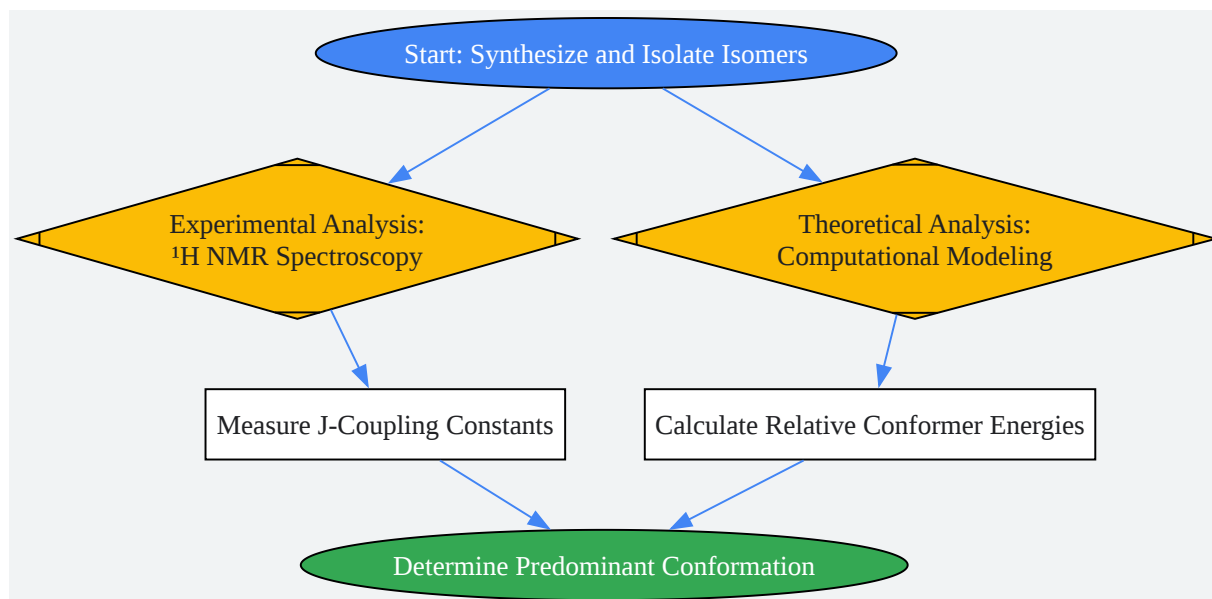 Start: Synthesize and Isolate Isomers
Experimental Analysis:
¹H NMR Spectroscopy
Theoretical Analysis:
Computational Modeling
Measure J-Coupling Constants
Calculate Relative Conformer Energies
Determine Predominant Conformation